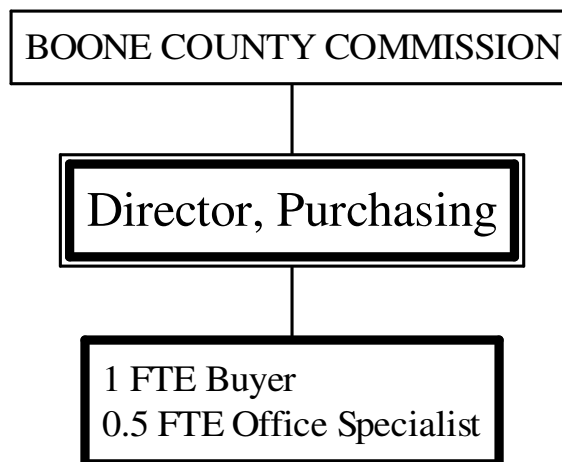 BOONE COUNTY COMMISSION
Director, Purchasing
1 FTE Buyer
0.5 FTE Office Specialist